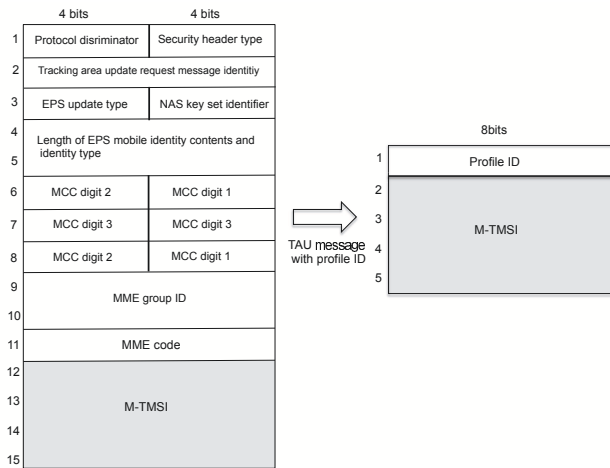 4 bits 4 bits
1 Protocol disriminator Security header type
2 Tracking area update request message identitiy
3 EPS update type NAS key set identifier
4 Length of EPS mobile identity contents and
5 identity type
6 MCC digit 2 MCC digit 1
7 MCC digit 3 MCC digit 3
8 MCC digit 2 MCC digit 1
9
MME group ID
10
11 MME code
12
13 M-TMSI
14
15
TAU message
with profile ID
8bits
1 Profile ID
2
3 M-TMSI
4
5